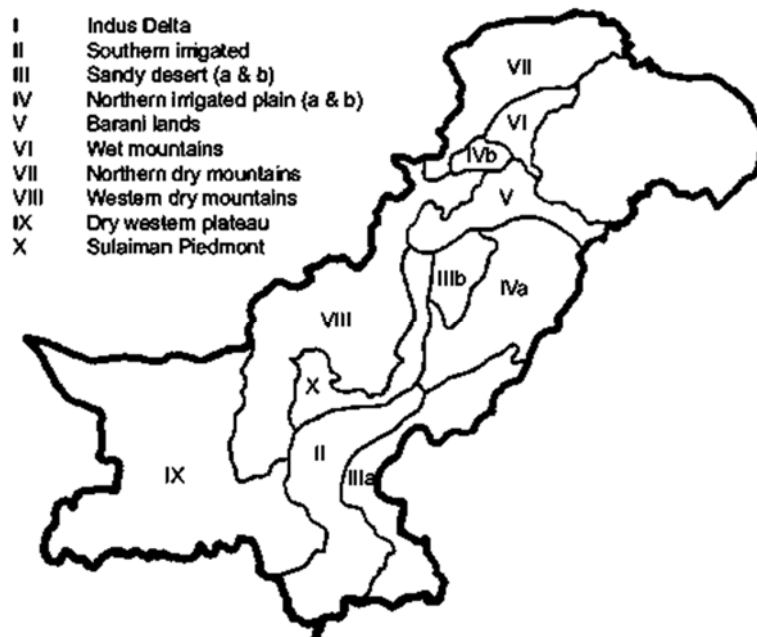 I Indus Delta
II Southern irrigated
III Sandy desert (a & b)
IV Northern irrigated plain (a & b)
V Barani lands
VI Wet mountains
VII Northern dry mountains
VIII Western dry mountains
IX Dry western plateau
X Sulaiman Piedmont
VII
VI
IVb
V
IIIb
IVa
VIII
X
II
IX
IIIa